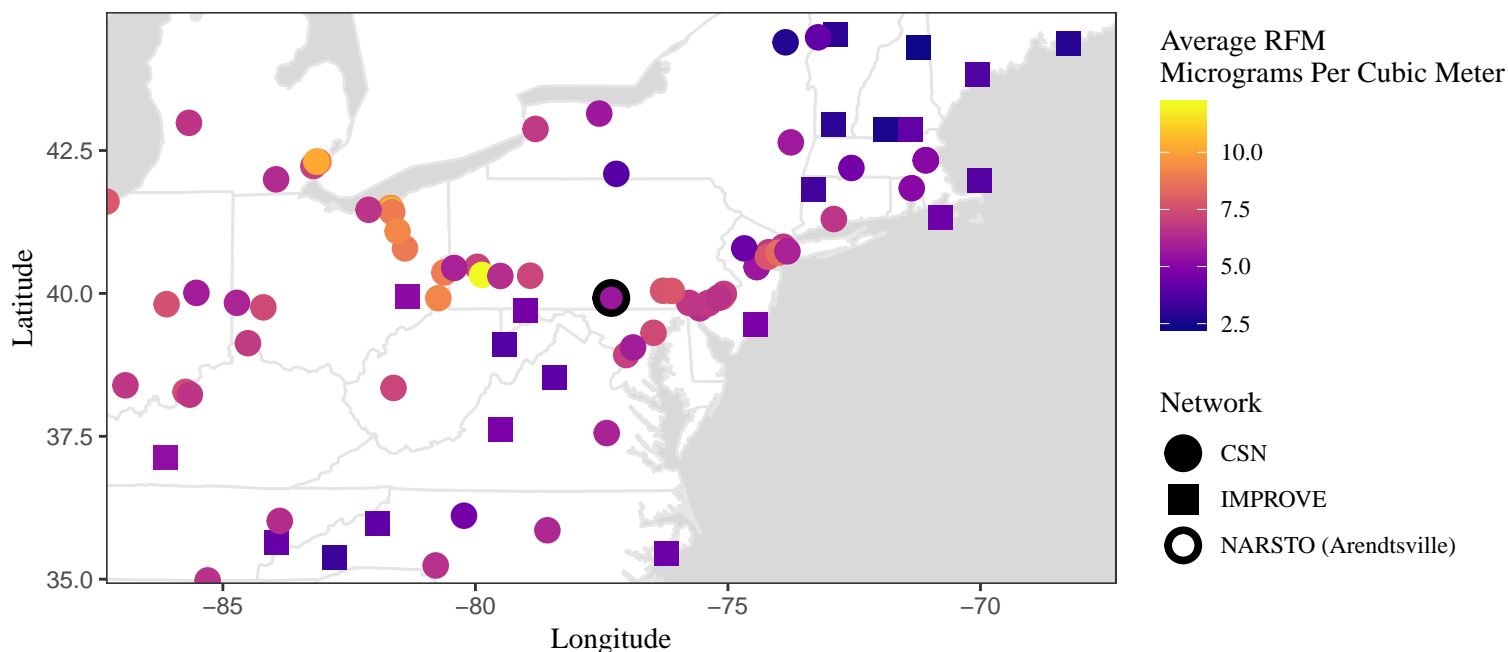 Average RFM
Micrograms Per Cubic Meter
10.0
7.5
5.0
2.5
Network
CSN
IMPROVE
NARSTO (Arendtsville)
Latitude
42.5
40.0
37.5
35.0
−85
−80
−75
−70
Longitude